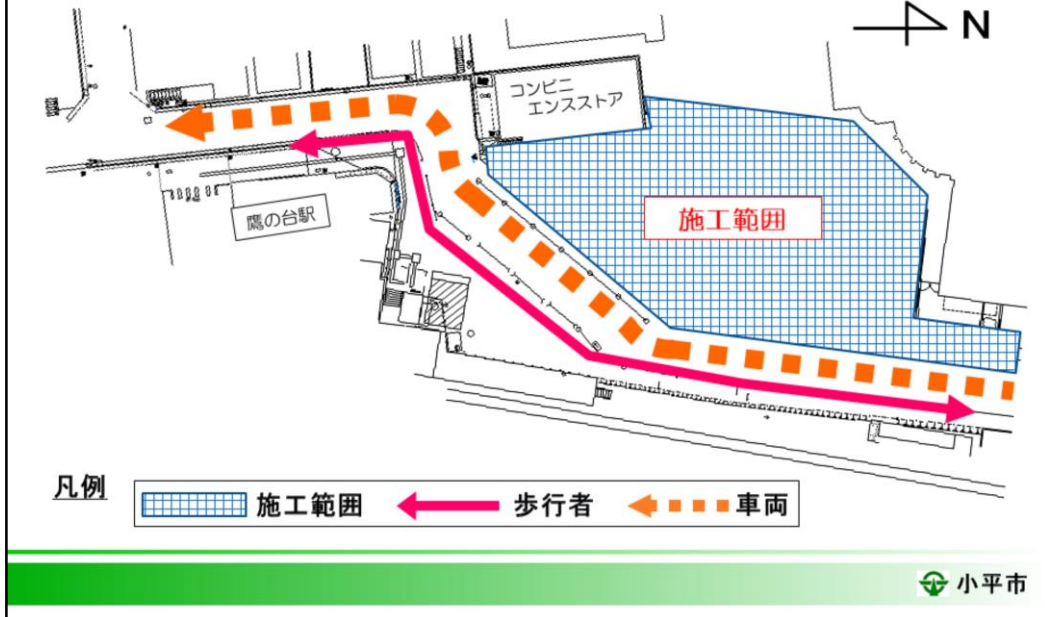 N
コンビニ
エンスストア
施工範囲
鷹の台駅
凡例
施工範囲 歩行者 車両
小平市